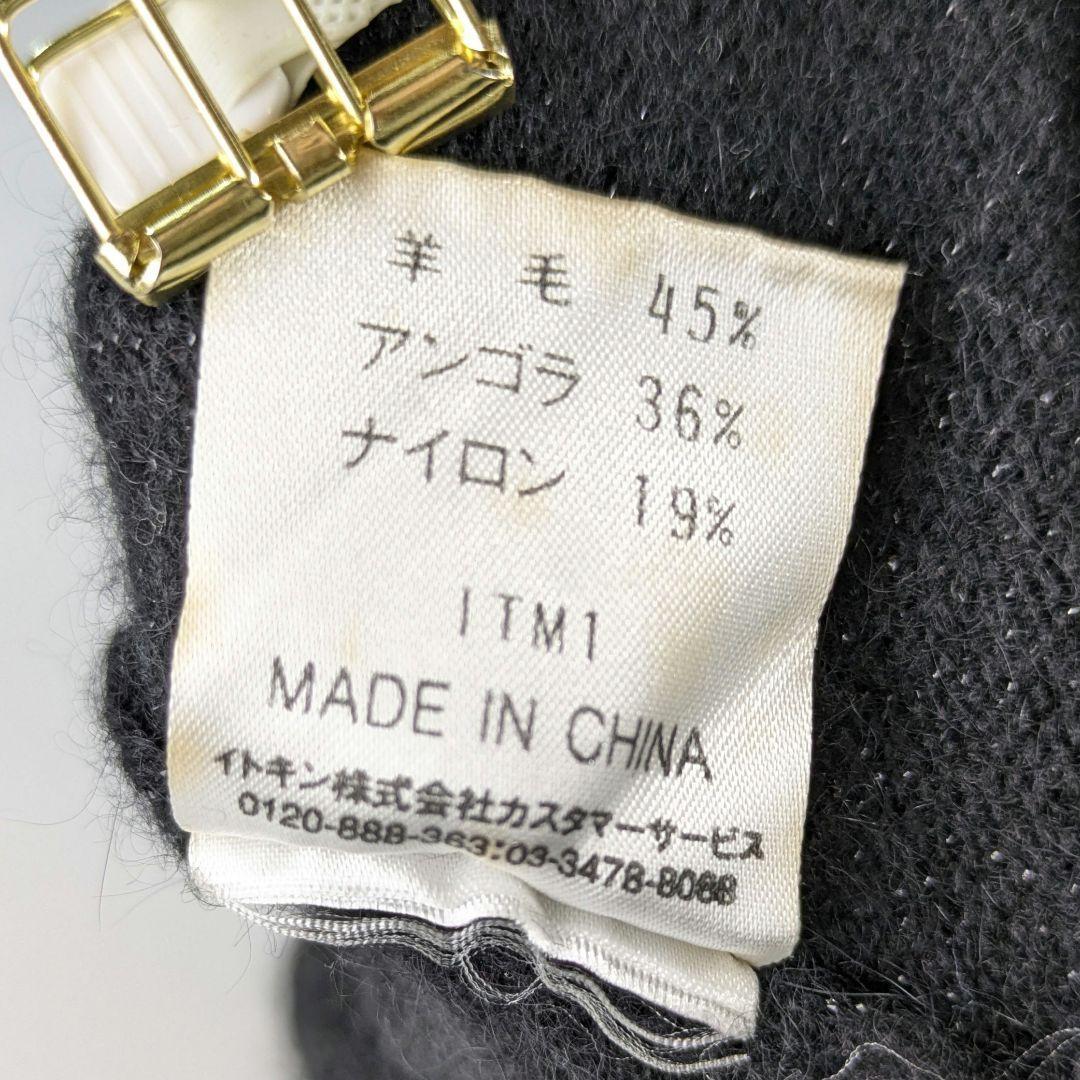 羊 毛 45%
アンゴラ 36%
ナイロン 19%
ITM1
MADE IN CHINA
イトキン株式会社カスタマーサービス
0120-888-363:03-3478-8088